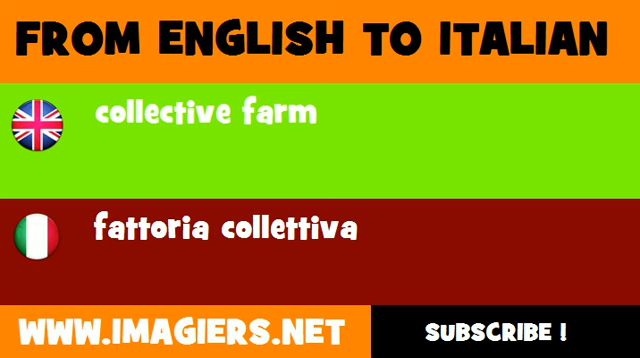 FROM ENGLISH TO ITALIAN
collective farm
fattoria collettiva
WWW.IMAGIERS.NET
SUBSCRIBE !